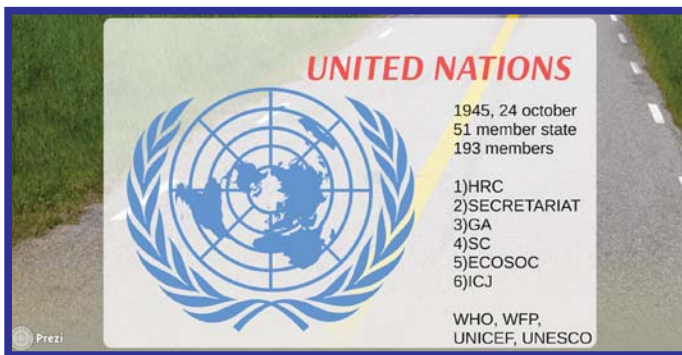 UNITED NATIONS
1945, 24 october
51 member state
193 members
1)HRC
2)SECRETARIAT
3)GA
4)SC
5)ECOSOC
6)ICJ
WHO, WFP,
UNICEF, UNESCO
Prezi